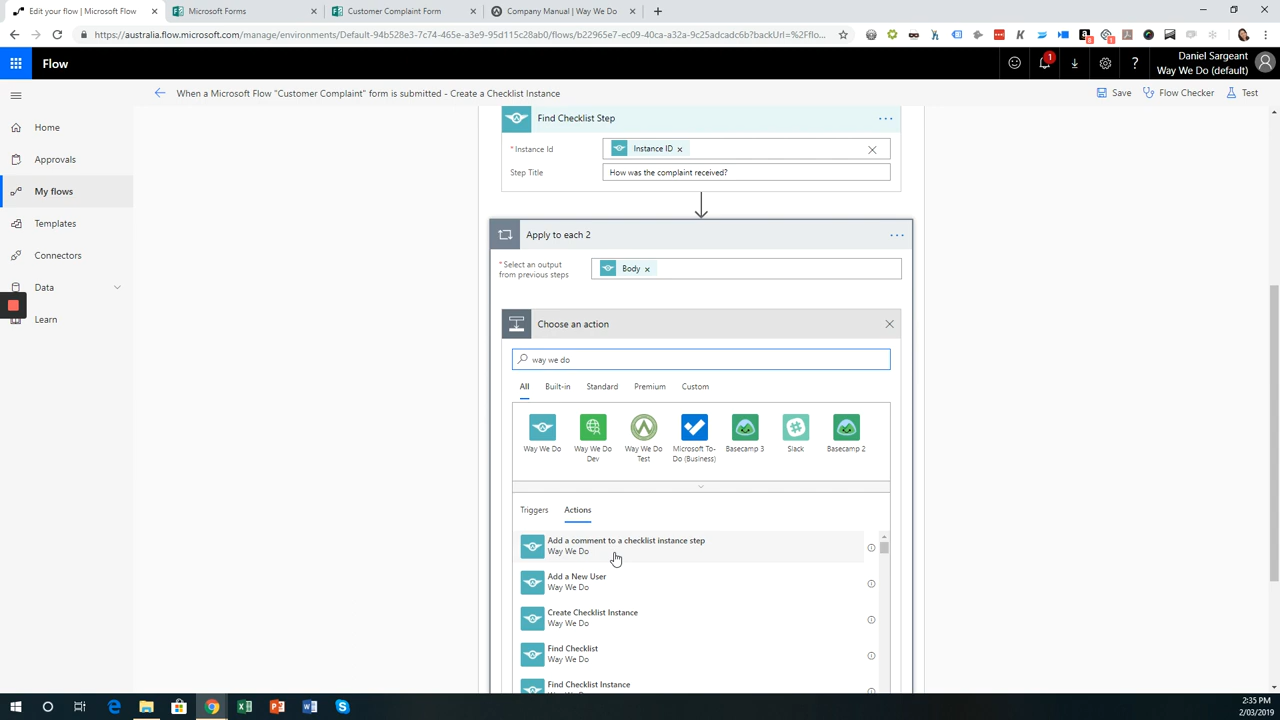 Edit your flow | Microsoft Flow
Microsoft Forms
Customer Complaint Form
Company Manual | Way We Do
https://australia.flow.microsoft.com/manage/environments/Default-94b528e3-7c74-465e-a3e9-95d115c28ab0/flows/b22965e7-ec09-40ca-a32a-9c25adcadcb6b?backUrl=%2Fflo...
Flow
1
?
Daniel Sargeant
Way We Do (default)
When a Microsoft Flow "Customer Complaint" form is submitted - Create a Checklist Instance
Save
Flow Checker
Test
Home
Approvals
My flows
Templates
Connectors
Data
Learn
Find Checklist Step
* Instance Id
Instance ID
Step Title
How was the complaint received?
Apply to each 2
* Select an output
from previous steps
Body
Choose an action
way we do
All
Built-in
Standard
Premium
Custom
Way We Do
Way We Do
Dev
Way We Do
Test
Microsoft To-
Do (Business)
Basecamp 3
Slack
Basecamp 2
Triggers
Actions
Add a comment to a checklist instance step
Way We Do
Add a New User
Way We Do
Create Checklist Instance
Way We Do
Find Checklist
Way We Do
Find Checklist Instance
2:35 PM
2/03/2019